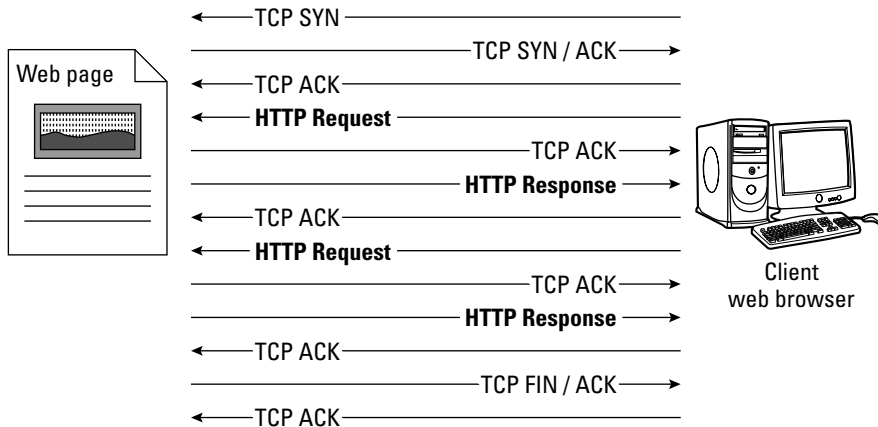 TCP SYN
TCP SYN / ACK
Web page
TCP ACK
HTTP Request
TCP ACK
HTTP Response
TCP ACK
HTTP Request
TCP ACK
HTTP Response
TCP ACK
TCP FIN / ACK
TCP ACK
Client
web browser